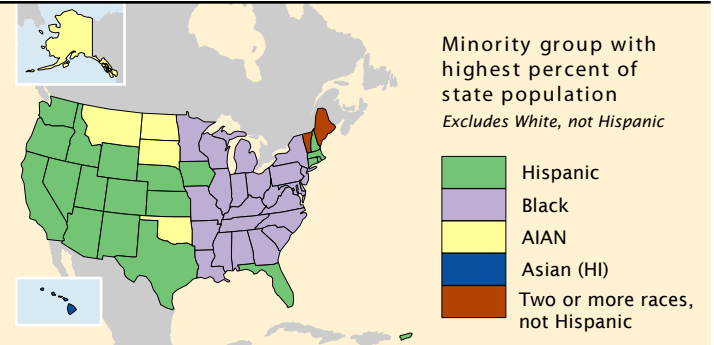 Minority group with
highest percent of
state population
Excludes White, not Hispanic
Hispanic
Black
AIAN
Asian (HI)
Two or more races,
not Hispanic